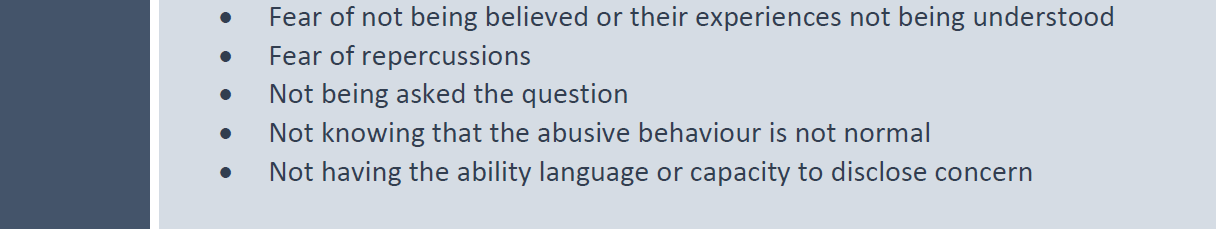 • Fear of not being believed or their experiences not being understood
• Fear of repercussions
• Not being asked the question
• Not knowing that the abusive behaviour is not normal
• Not having the ability language or capacity to disclose concern